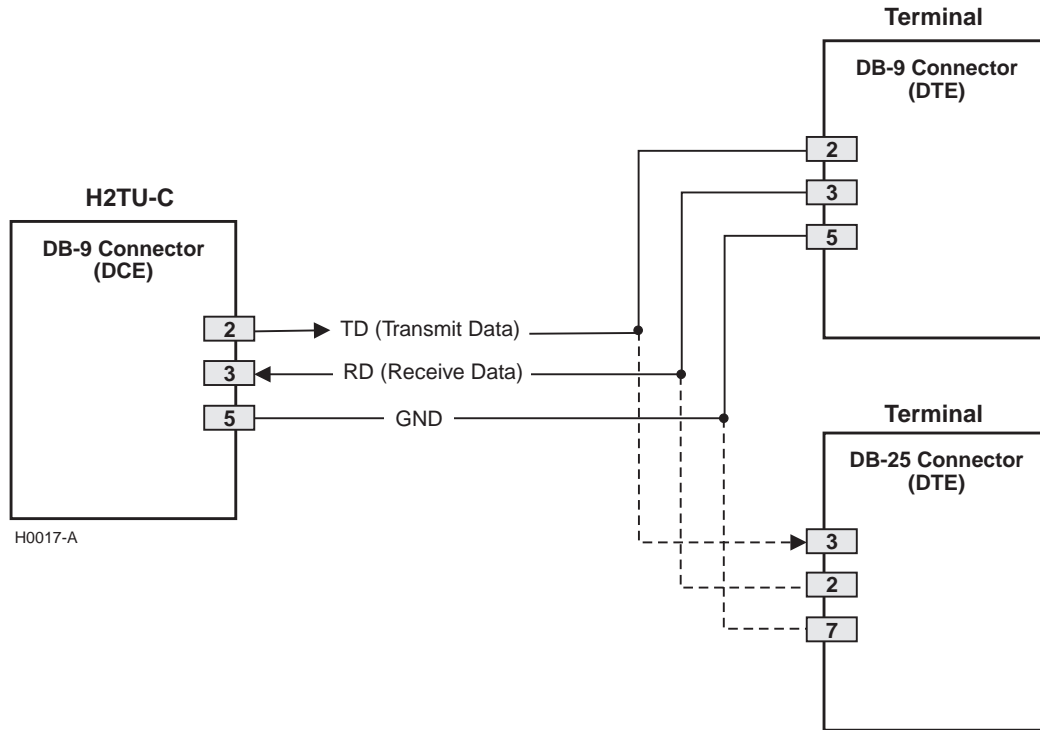 H2TU-C
DB-9 Connector
(DCE)
2
3
5
H0017-A
TD (Transmit Data)
RD (Receive Data)
GND
Terminal
DB-9 Connector
(DTE)
2
3
5
Terminal
DB-25 Connector
(DTE)
3
2
7